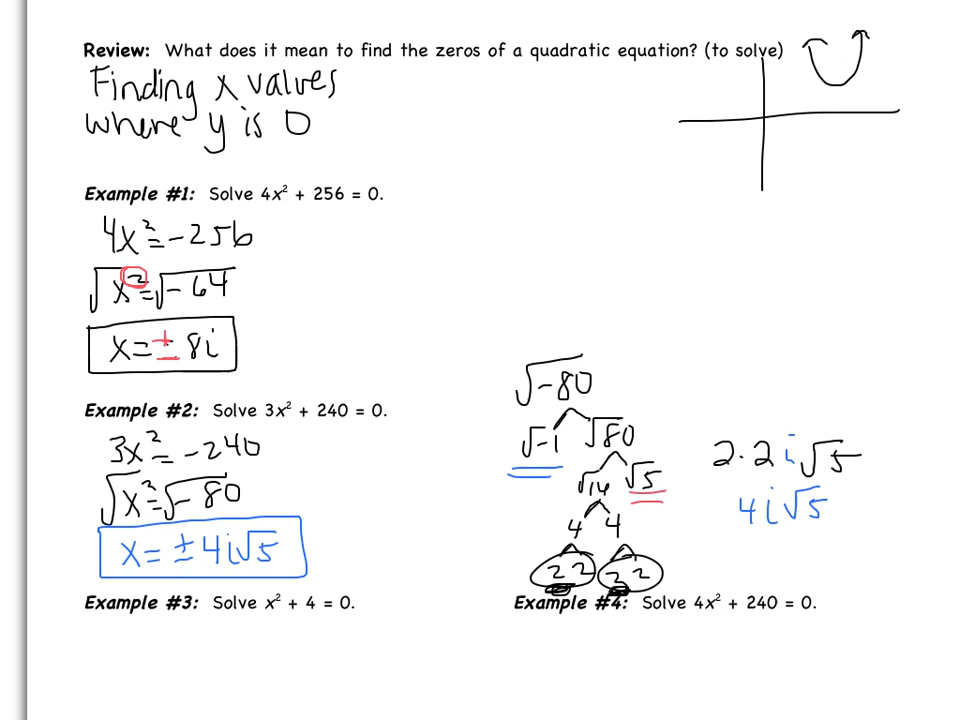 Review: What does it mean to find the zeros of a quadratic equation? (to solve)
Finding x values
where y is 0
Example #1: Solve 4x² + 256 = 0.
4x² = -256
√x² = √-64
x = ± 8i
Example #2: Solve 3x² + 240 = 0.
3x² = -240
√x² = √-80
x = ±4i√5
√-80
√-1 √80
√16 √5
4 4
2 2 2 2
2·2i√5
4i√5
Example #3: Solve x² + 4 = 0.
Example #4: Solve 4x² + 240 = 0.